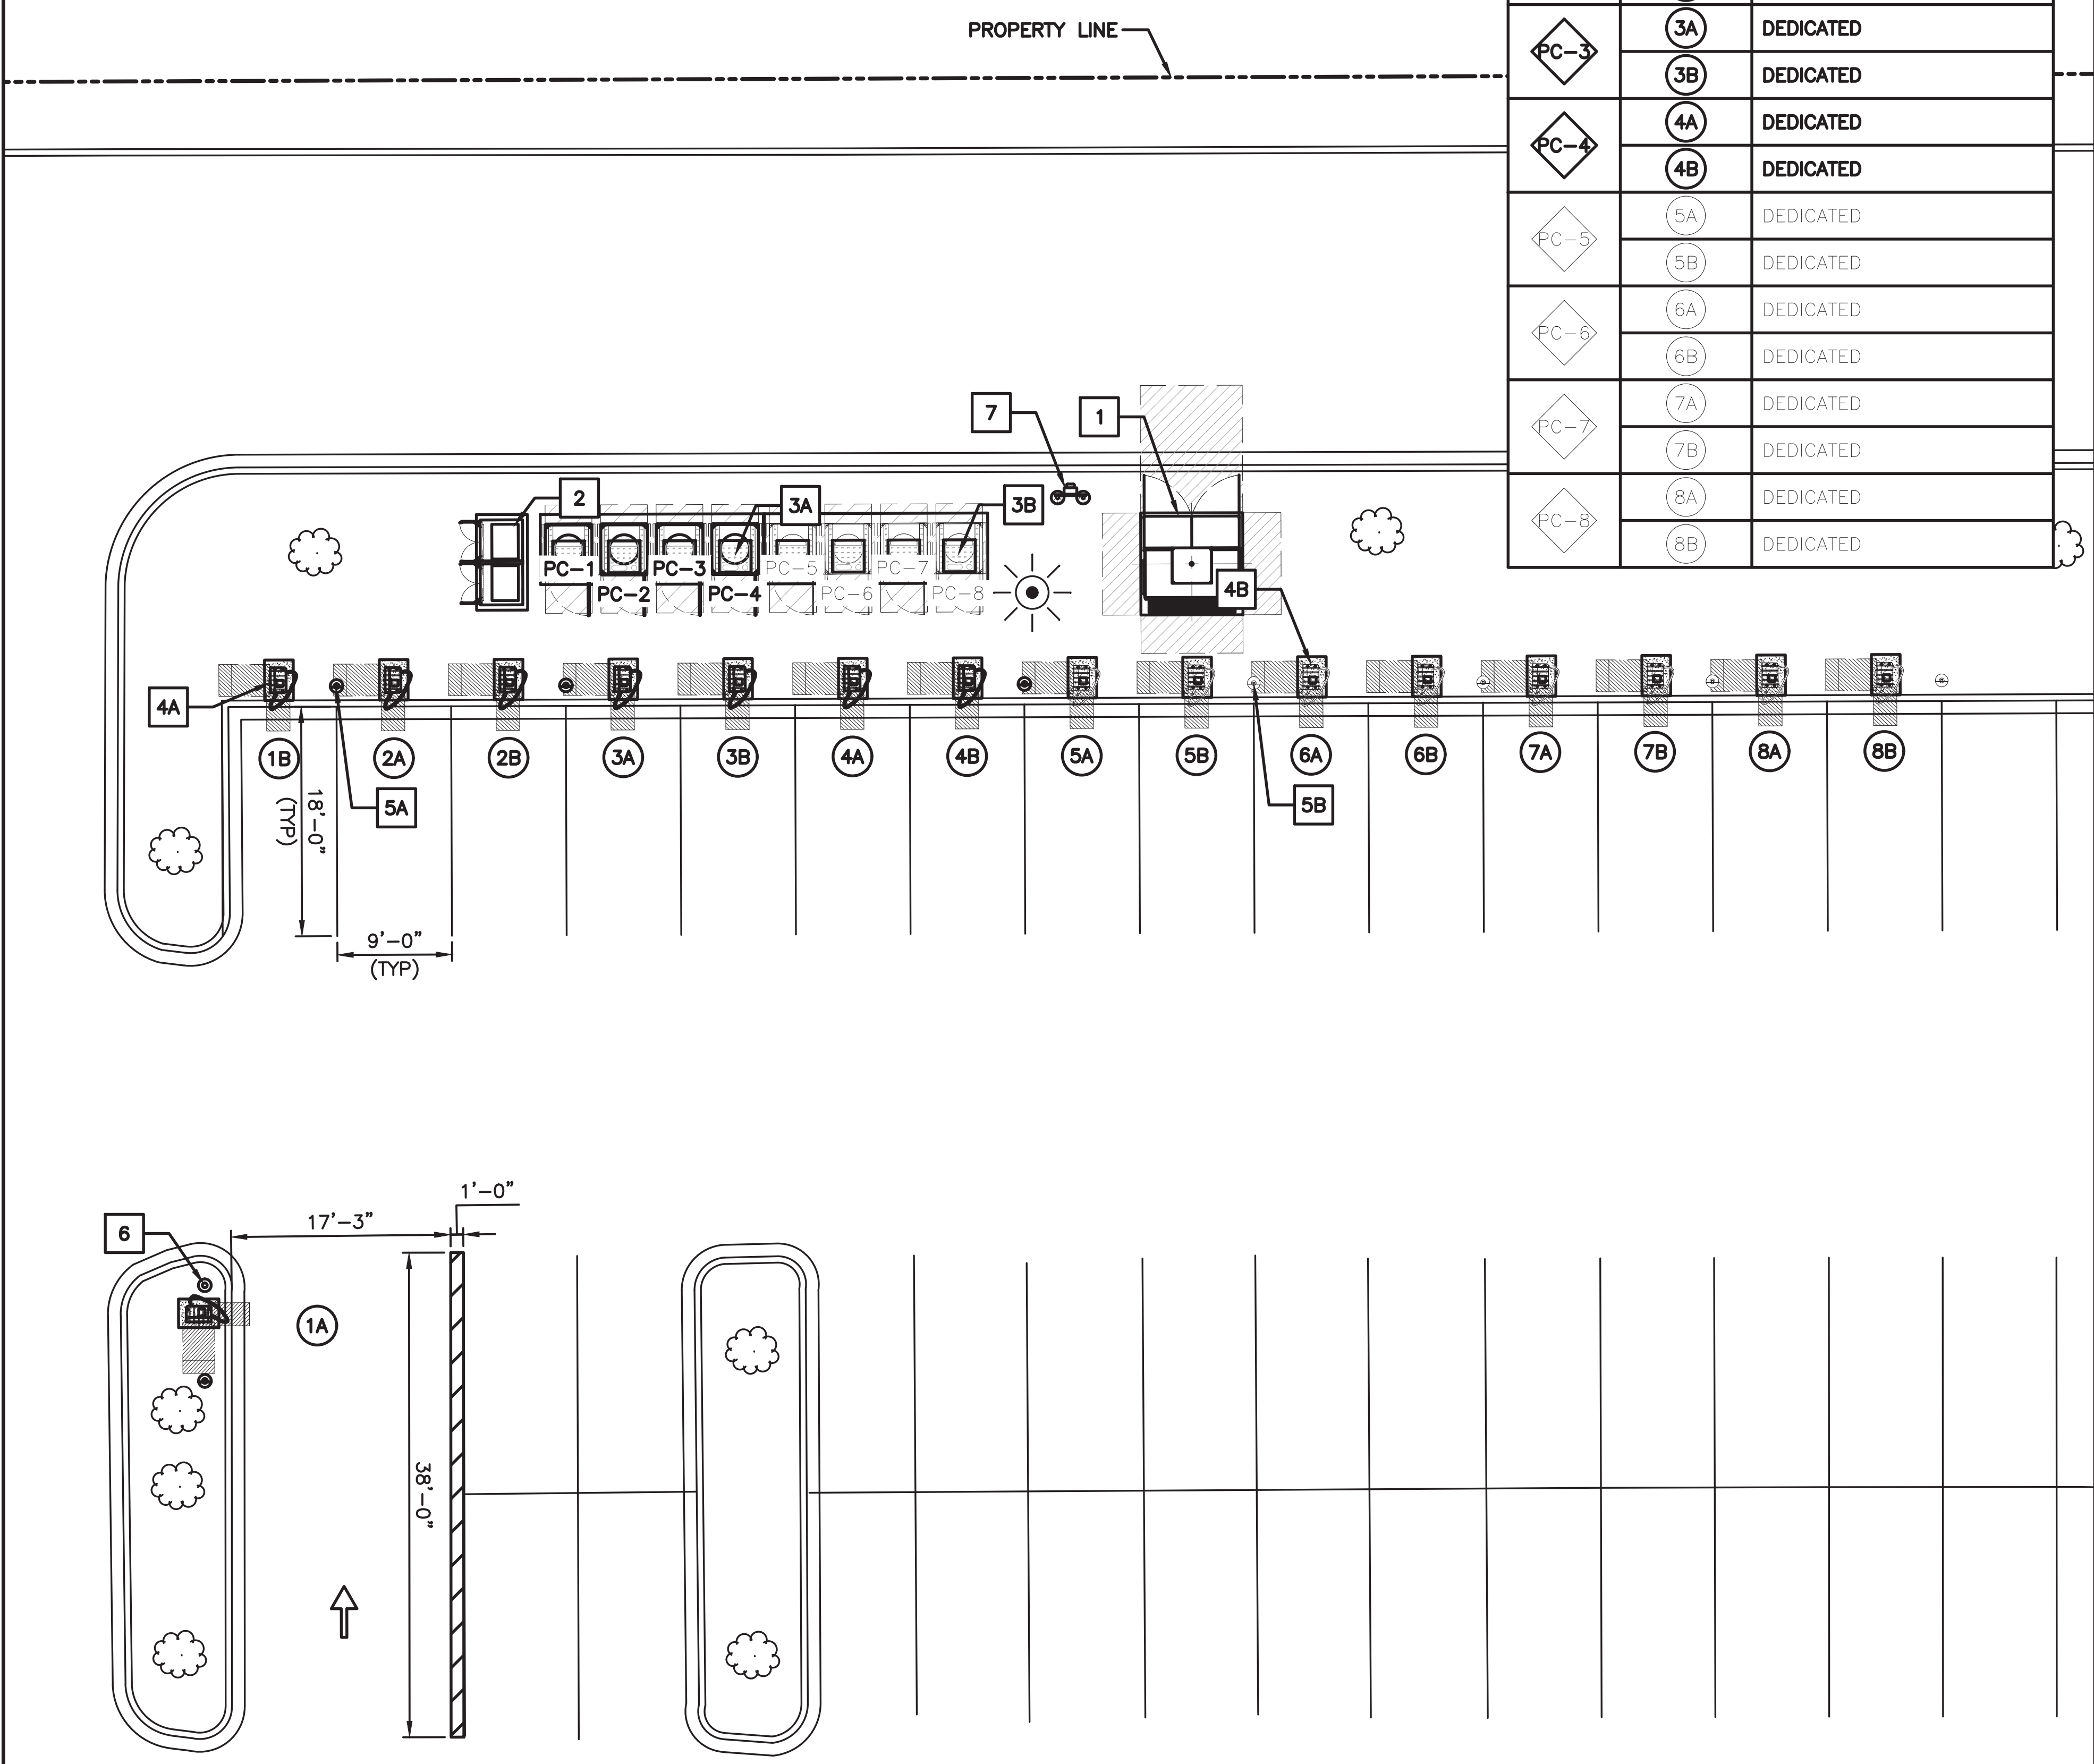 PROPERTY LINE
PC-3
3A DEDICATED
3B DEDICATED
PC-4
4A DEDICATED
4B DEDICATED
PC-5
5A DEDICATED
5B DEDICATED
PC-6
6A DEDICATED
6B DEDICATED
PC-7
7A DEDICATED
7B DEDICATED
PC-8
8A DEDICATED
8B DEDICATED
7
1
2
3A
3B
PC-1
PC-2
PC-3
PC-4
PC-5
PC-6
PC-7
PC-8
4B
4A
1B
2A
2B
3A
3B
4A
4B
5A
5B
6A
6B
7A
7B
8A
8B
5A
5B
18'-0"
(TYP)
9'-0"
(TYP)
1'-0"
17'-3"
6
1A
38'-0"